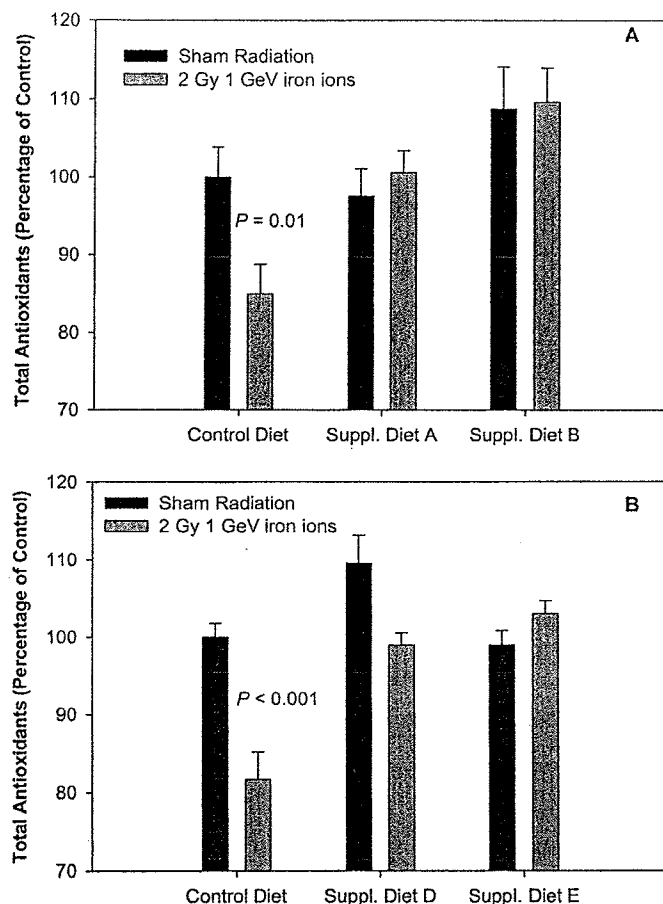 A
Sham Radiation
2 Gy 1 GeV iron ions
Total Antioxidants (Percentage of Control)
120
110
100
90
80
70
P = 0.01
Control Diet Suppl. Diet A Suppl. Diet B
B
Sham Radiation
2 Gy 1 GeV iron ions
Total Antioxidants (Percentage of Control)
120
110
100
90
80
70
P < 0.001
Control Diet Suppl. Diet D Suppl. Diet E